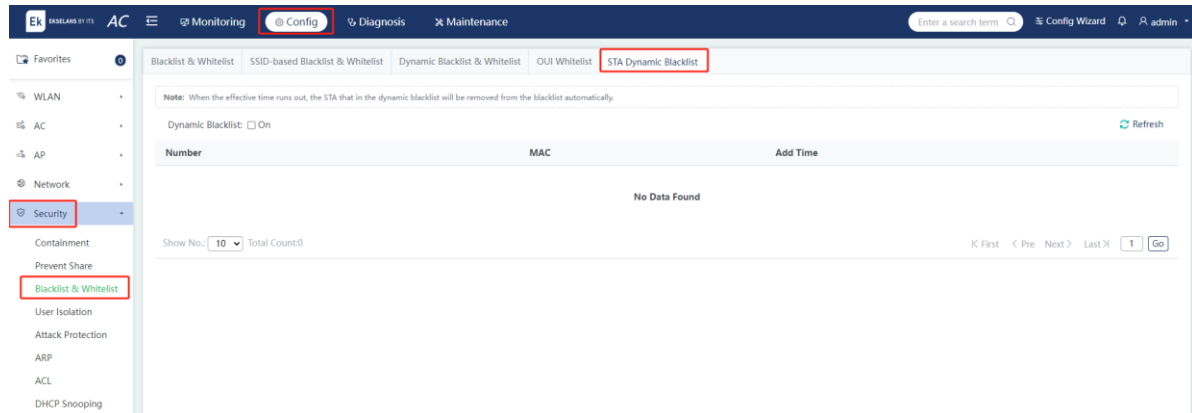 Ek EKSELANS BY ITS AC Monitoring Config Diagnosis Maintenance Enter a search term Config Wizard admin
Favorites 0
Blacklist & Whitelist SSID-based Blacklist & Whitelist Dynamic Blacklist & Whitelist OUI Whitelist STA Dynamic Blacklist
WLAN
Note: When the effective time runs out, the STA that in the dynamic blacklist will be removed from the blacklist automatically.
AC
Dynamic Blacklist: On Refresh
AP
Number MAC Add Time
Network
No Data Found
Security
Containment
Show No.: 10 Total Count:0 First Pre Next Last 1 Go
Prevent Share
Blacklist & Whitelist
User Isolation
Attack Protection
ARP
ACL
DHCP Snooping